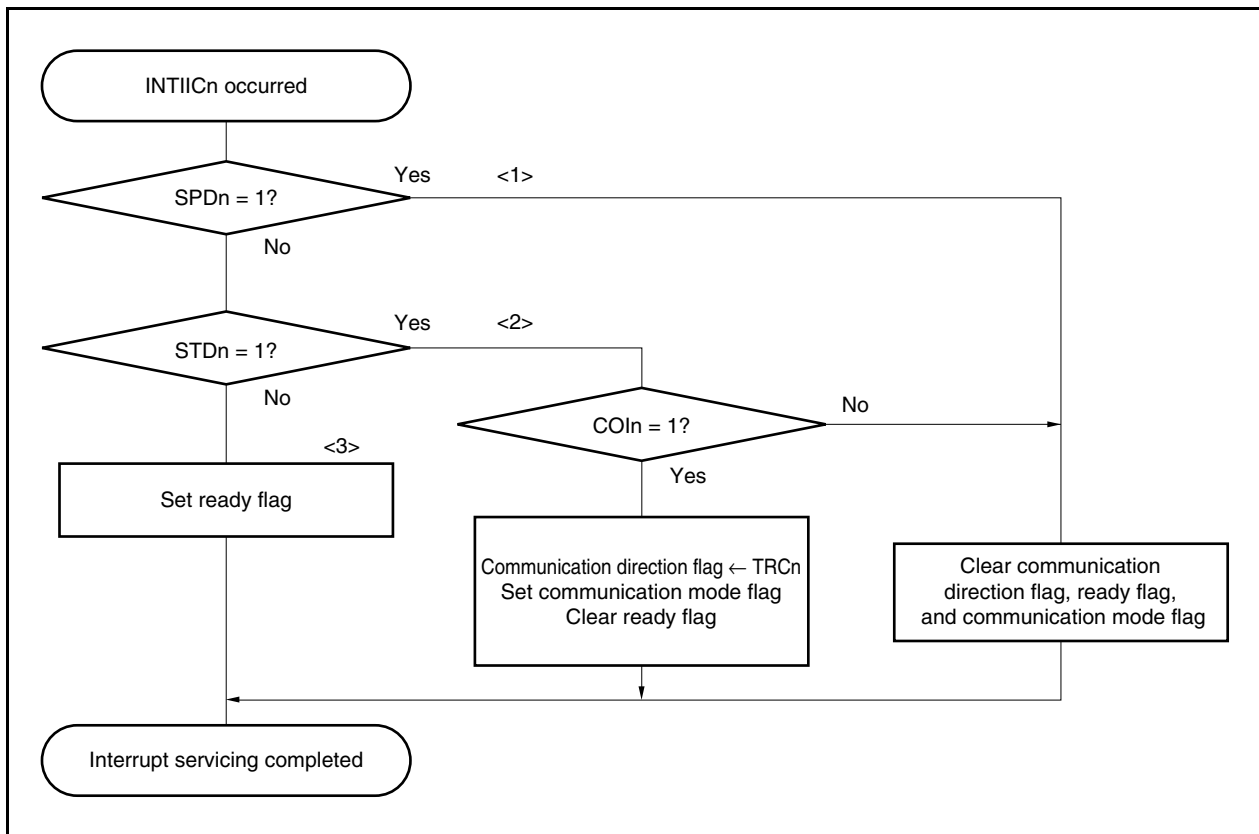 INTIICn occurred
Yes
<1>
SPDn = 1?
No
Yes
<2>
STDn = 1?
No
COIn = 1?
No
Yes
<3>
Set ready flag
Communication direction flag ← TRCn
Set communication mode flag
Clear ready flag
Clear communication
direction flag, ready flag,
and communication mode flag
Interrupt servicing completed